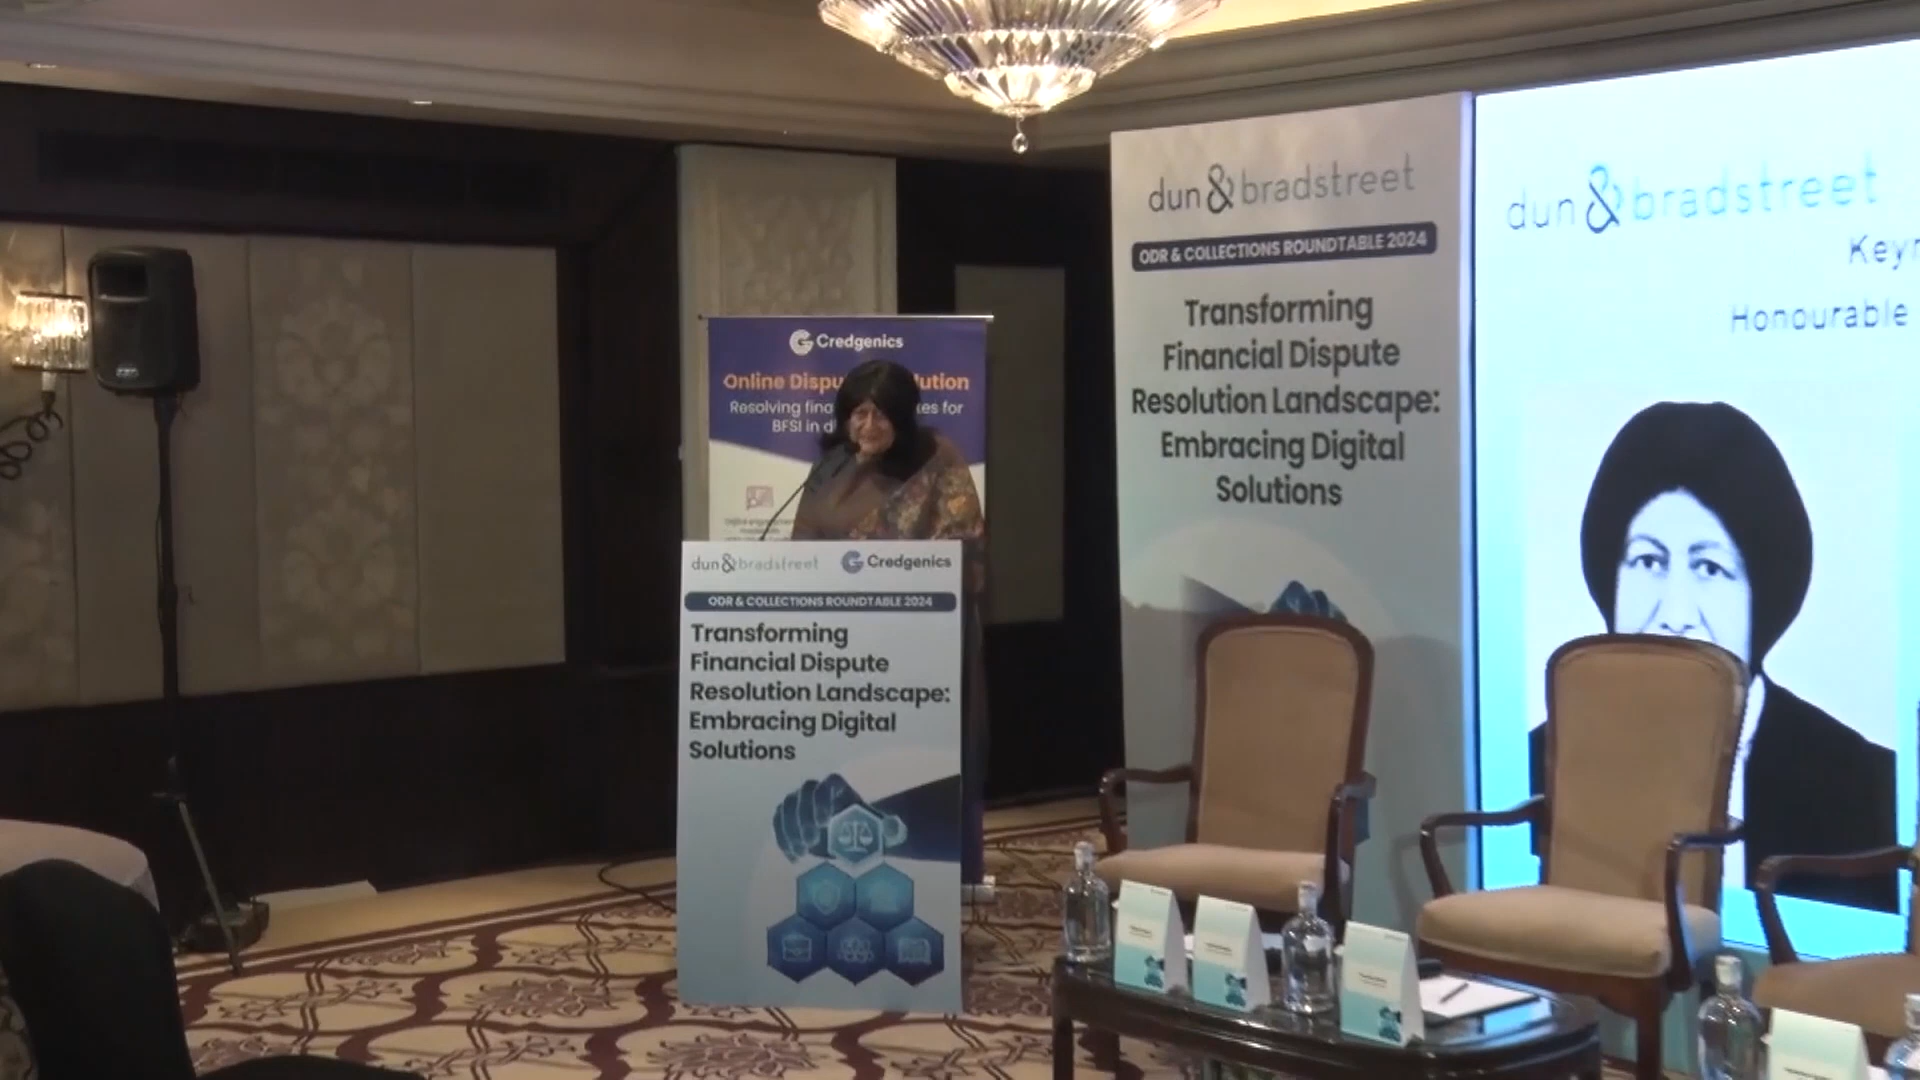 Credgenics
Online Dispu lution
Resolving fina es for
BFSI in d
dun & bradstreet Credgenics
ODR & COLLECTIONS ROUNDTABLE 2024
Transforming
Financial Dispute
Resolution Landscape:
Embracing Digital
Solutions
dun & bradstreet
ODR & COLLECTIONS ROUNDTABLE 2024
Transforming
Financial Dispute
Resolution Landscape:
Embracing Digital
Solutions
dun & bradstreet
Keyn
Honourable